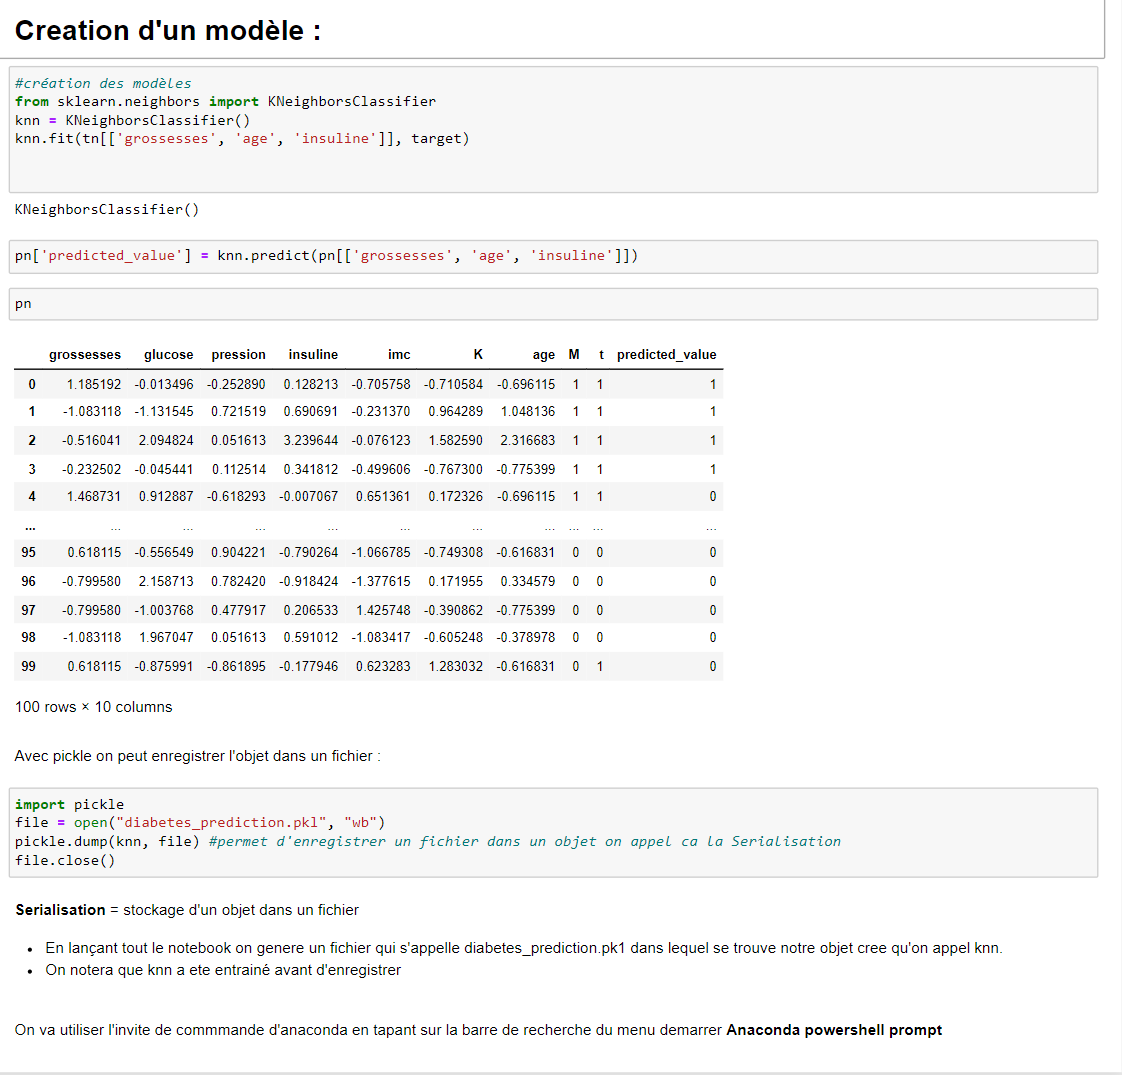 Creation d'un modèle :
#création des modèles
from sklearn.neighbors import KNeighborsClassifier
knn = KNeighborsClassifier()
knn.fit(tn[['grossesses', 'age', 'insuline']], target)
KNeighborsClassifier()
pn['predicted_value'] = knn.predict(pn[['grossesses', 'age', 'insuline']])
pn
grossesses glucose pression insuline imc K age M t predicted_value
0 1.185192 -0.013496 -0.252890 0.128213 -0.705758 -0.710584 -0.696115 1 1 1
1 -1.083118 -1.131545 0.721519 0.690691 -0.231370 0.964289 1.048136 1 1 1
2 -0.516041 2.094824 0.051613 3.239644 -0.076123 1.582590 2.316683 1 1 1
3 -0.232502 -0.045441 0.112514 0.341812 -0.499606 -0.767300 -0.775399 1 1 1
4 1.468731 0.912887 -0.618293 -0.007067 0.651361 0.172326 -0.696115 1 1 0
... ... ... ... ... ... ... ... ... ... ...
95 0.618115 -0.556549 0.904221 -0.790264 -1.066785 -0.749308 -0.616831 0 0 0
96 -0.799580 2.158713 0.782420 -0.918424 -1.377615 0.171955 0.334579 0 0 0
97 -0.799580 -1.003768 0.477917 0.206533 1.425748 -0.390862 -0.775399 0 0 0
98 -1.083118 1.967047 0.051613 0.591012 -1.083417 -0.605248 -0.378978 0 0 0
99 0.618115 -0.875991 -0.861895 -0.177946 0.623283 1.283032 -0.616831 0 1 0
100 rows × 10 columns
Avec pickle on peut enregistrer l'objet dans un fichier :
import pickle
file = open("diabetes_prediction.pkl", "wb")
pickle.dump(knn, file) #permet d'enregistrer un fichier dans un objet on appel ca la Serialisation
file.close()
Serialisation = stockage d'un objet dans un fichier
• En lançant tout le notebook on genere un fichier qui s'appelle diabetes_prediction.pk1 dans lequel se trouve notre objet cree qu'on appel knn.
• On notera que knn a ete entrainé avant d'enregistrer
On va utiliser l'invite de commmande d'anaconda en tapant sur la barre de recherche du menu demarrer Anaconda powershell prompt